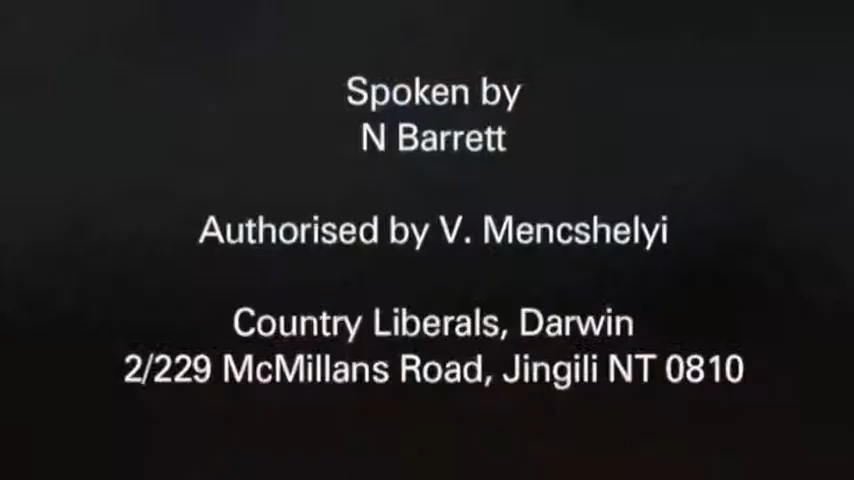 Spoken by
N Barrett
Authorised by V. Mencshelyi
Country Liberals, Darwin
2/229 McMillans Road, Jingili NT 0810